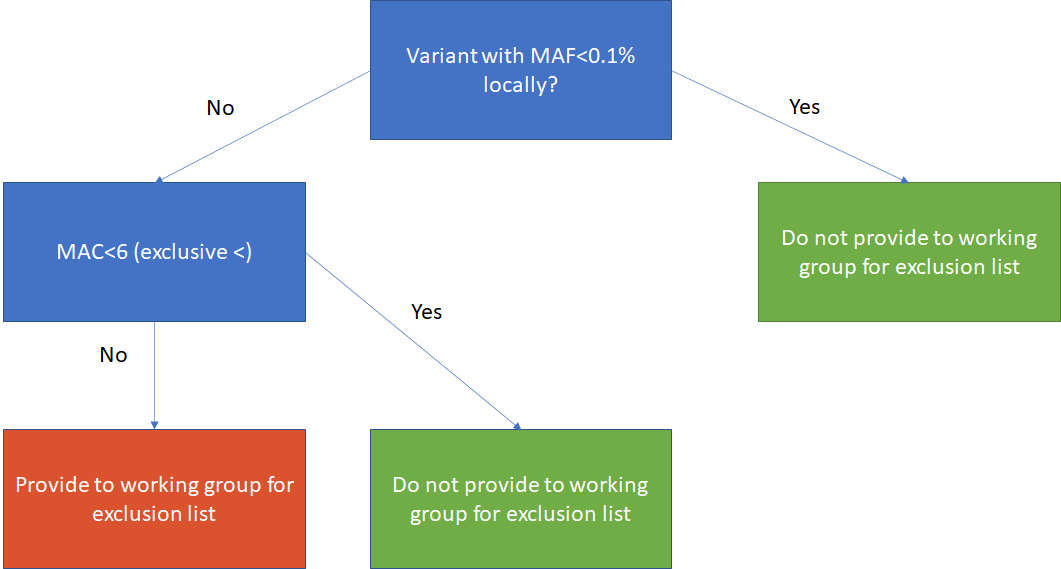 Variant with MAF<0.1%
locally?
No
Yes
MAC<6 (exclusive <)
Do not provide to working
group for exclusion list
Yes
No
Provide to working group for
exclusion list
Do not provide to working
group for exclusion list